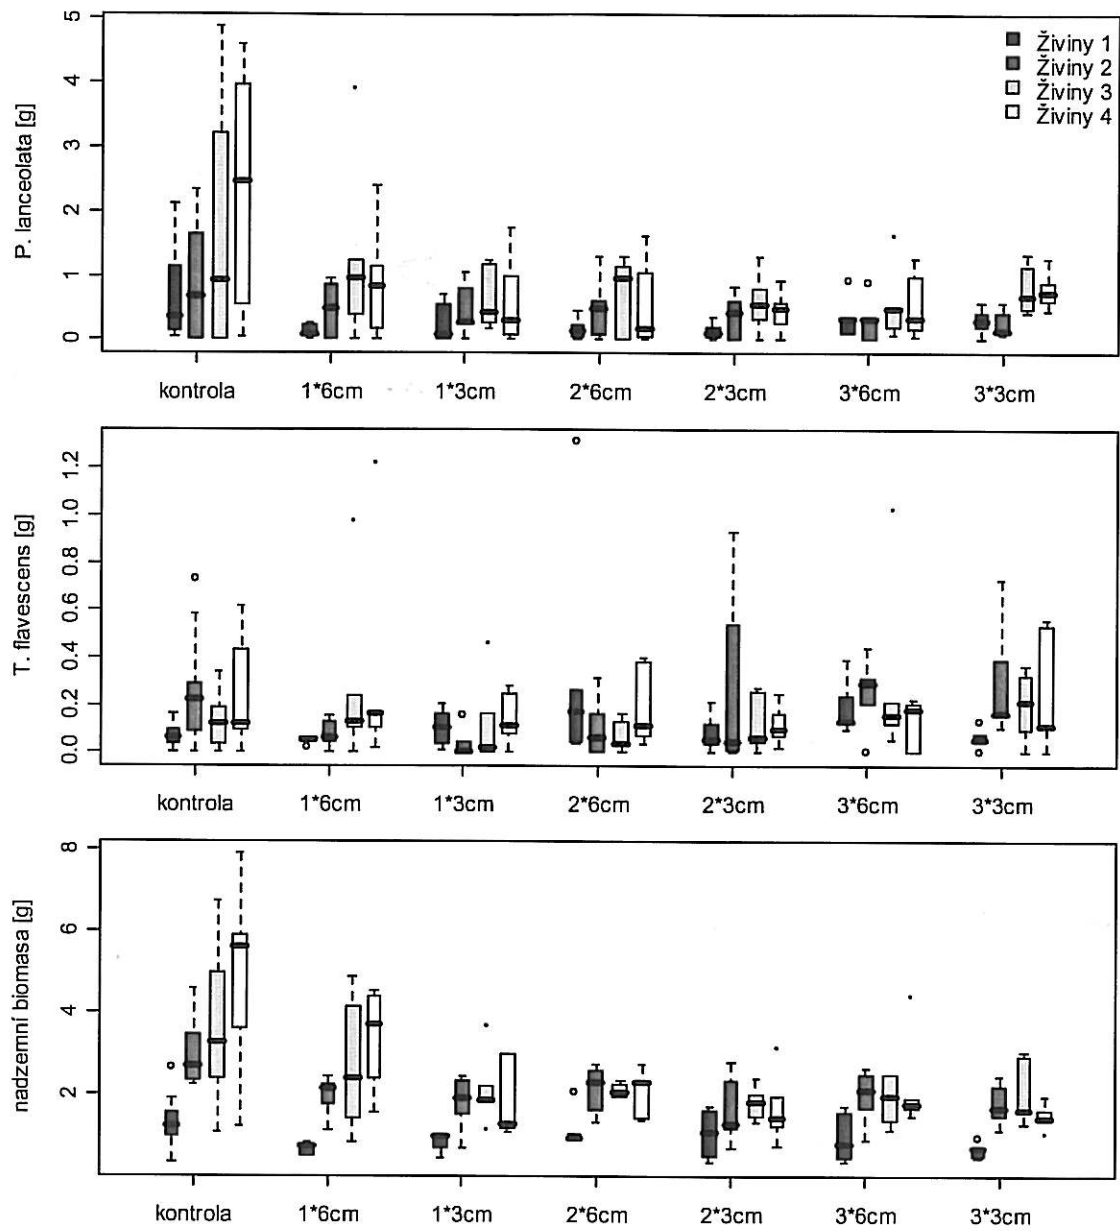 P. lanceolata [g]
5
4
3
2
1
0
Živiny 1
Živiny 2
Živiny 3
Živiny 4
kontrola 1*6cm 1*3cm 2*6cm 2*3cm 3*6cm 3*3cm
T. flavescens [g]
1.2
1.0
0.8
0.6
0.4
0.2
0.0
kontrola 1*6cm 1*3cm 2*6cm 2*3cm 3*6cm 3*3cm
nadzemní biomasa [g]
8
6
4
2
kontrola 1*6cm 1*3cm 2*6cm 2*3cm 3*6cm 3*3cm